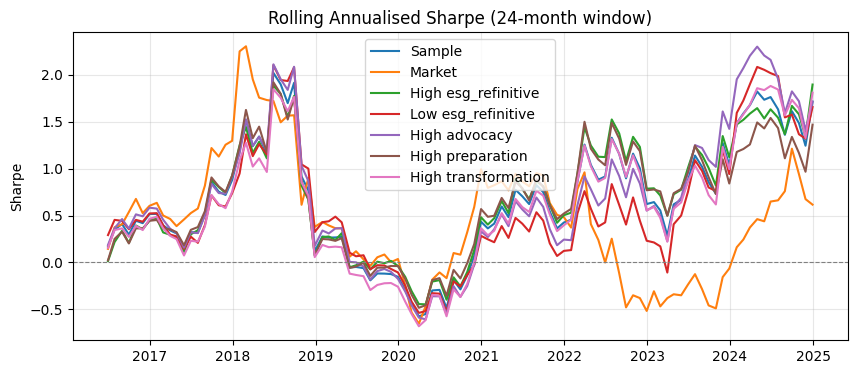 Rolling Annualised Sharpe (24-month window)
Sharpe
2.0
1.5
1.0
0.5
0.0
−0.5
Sample
Market
High esg_refinitive
Low esg_refinitive
High advocacy
High preparation
High transformation
2017 2018 2019 2020 2021 2022 2023 2024 2025